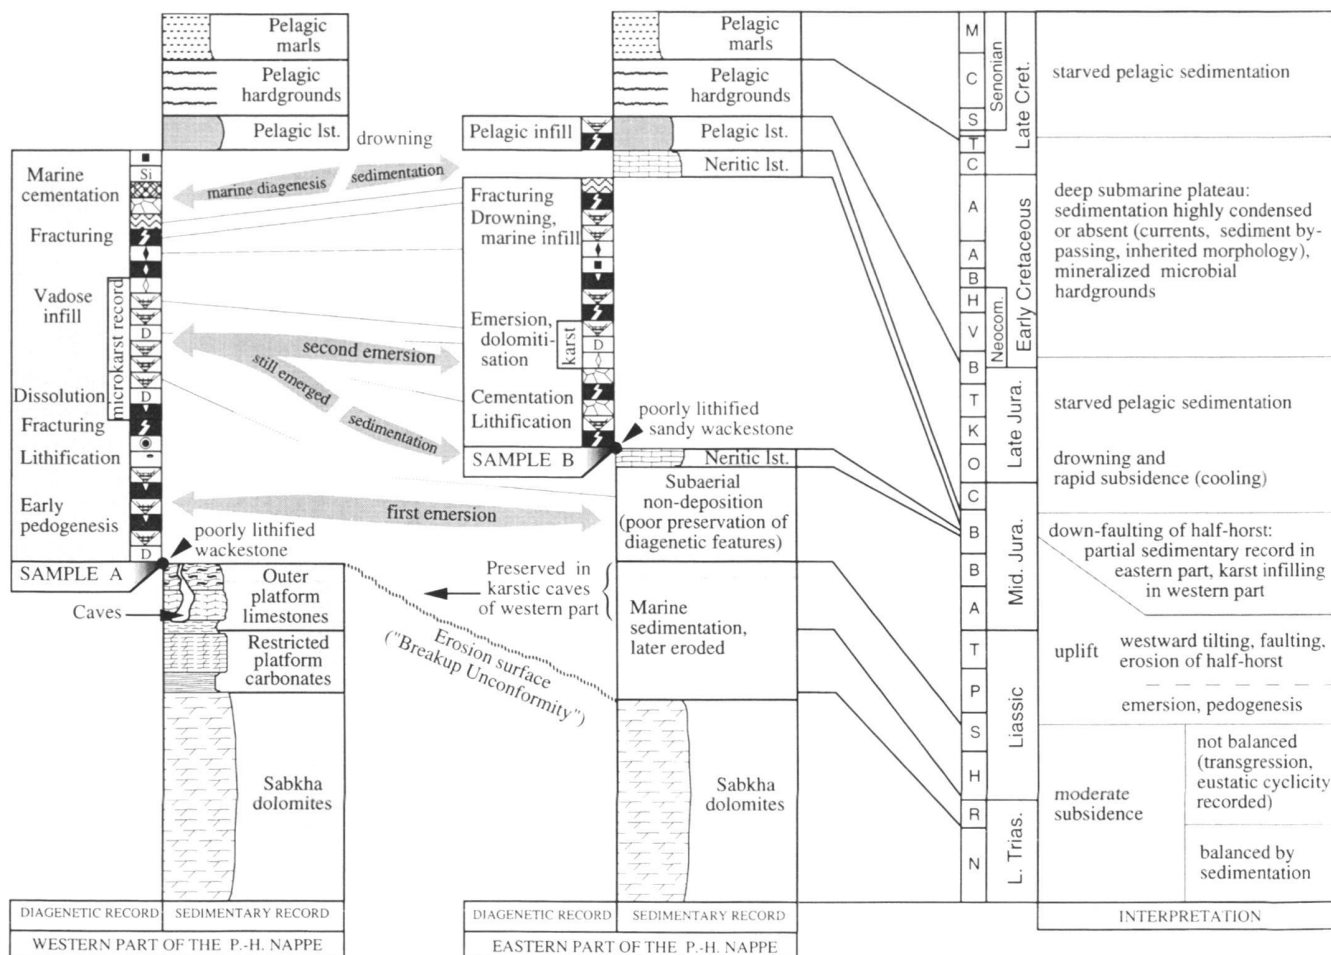 Pelagic
marls
Pelagic
hardgrounds
Pelagic lst.
drowning
Marine
cementation
Si
Fracturing
Vadose
infill
D
microkarst record
Dissolution
D
Fracturing
Lithification
Early
pedogenesis
D
SAMPLE A
poorly lithified
wackestone
Caves
Outer
platform
limestones
Restricted
platform
carbonates
Sabkha
dolomites
DIAGENETIC RECORD
SEDIMENTARY RECORD
WESTERN PART OF THE P.-H. NAPPE
marine diagenesis
sedimentation
second emersion
still emerged
sedimentation
first emersion
Preserved in
karstic caves
of western part
Erosion surface
("Breakup Unconformity")
Pelagic
marls
Pelagic
hardgrounds
Pelagic infill
Pelagic lst.
Neritic lst.
Fracturing
Drowning,
marine infill
Emersion,
dolomiti-
sation
karst
D
Cementation
Lithification
SAMPLE B
poorly lithified
sandy wackestone
Neritic lst.
Subaerial
non-deposition
(poor preservation of
diagenetic features)
Marine
sedimentation,
later eroded
Sabkha
dolomites
DIAGENETIC RECORD
SEDIMENTARY RECORD
EASTERN PART OF THE P.-H. NAPPE
M
C
S
T
C
A
A
B
H
V
B
T
K
O
C
B
B
A
T
P
S
H
R
N
Senonian
Neocom.
Late Cret.
Early Cretaceous
Late Jura.
Mid. Jura.
Liassic
L. Trias.
starved pelagic sedimentation
deep submarine plateau:
sedimentation highly condensed
or absent (currents, sediment by-
passing, inherited morphology),
mineralized microbial
hardgrounds
starved pelagic sedimentation
drowning and
rapid subsidence (cooling)
down-faulting of half-horst:
partial sedimentary record in
eastern part, karst infilling
in western part
uplift
westward tilting, faulting,
erosion of half-horst
emersion, pedogenesis
moderate
subsidence
not balanced
(transgression,
eustatic cyclicity
recorded)
balanced by
sedimentation
INTERPRETATION